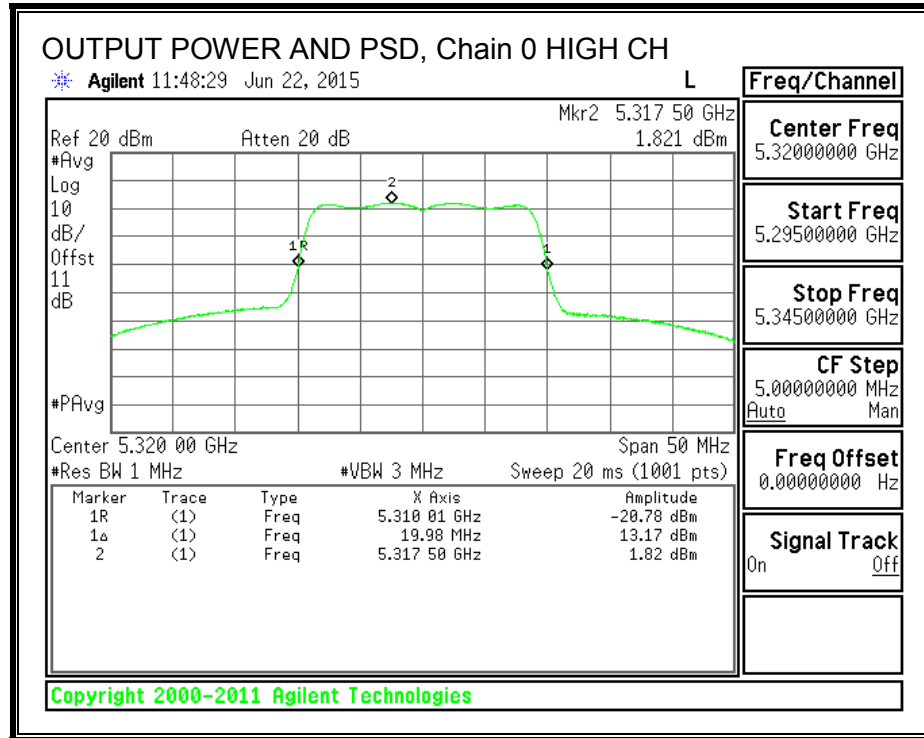 OUTPUT POWER AND PSD, Chain 0 HIGH CH
Agilent 11:48:29 Jun 22, 2015 L
Freq/Channel
Mkr2 5.317 50 GHz
Ref 20 dBm Atten 20 dB 1.821 dBm
#Avg
Log
10
dB/
Offst
11
dB
#PAvg
2
1R
1
Center 5.320 00 GHz Span 50 MHz
#Res BW 1 MHz #VBW 3 MHz Sweep 20 ms (1001 pts)
Marker Trace Type X Axis Amplitude
1R (1) Freq 5.310 01 GHz -20.78 dBm
1Δ (1) Freq 19.98 MHz 13.17 dBm
2 (1) Freq 5.317 50 GHz 1.82 dBm
Center Freq
5.32000000 GHz
Start Freq
5.29500000 GHz
Stop Freq
5.34500000 GHz
CF Step
5.00000000 MHz
Auto Man
Freq Offset
0.00000000 Hz
Signal Track
On Off
Copyright 2000-2011 Agilent Technologies